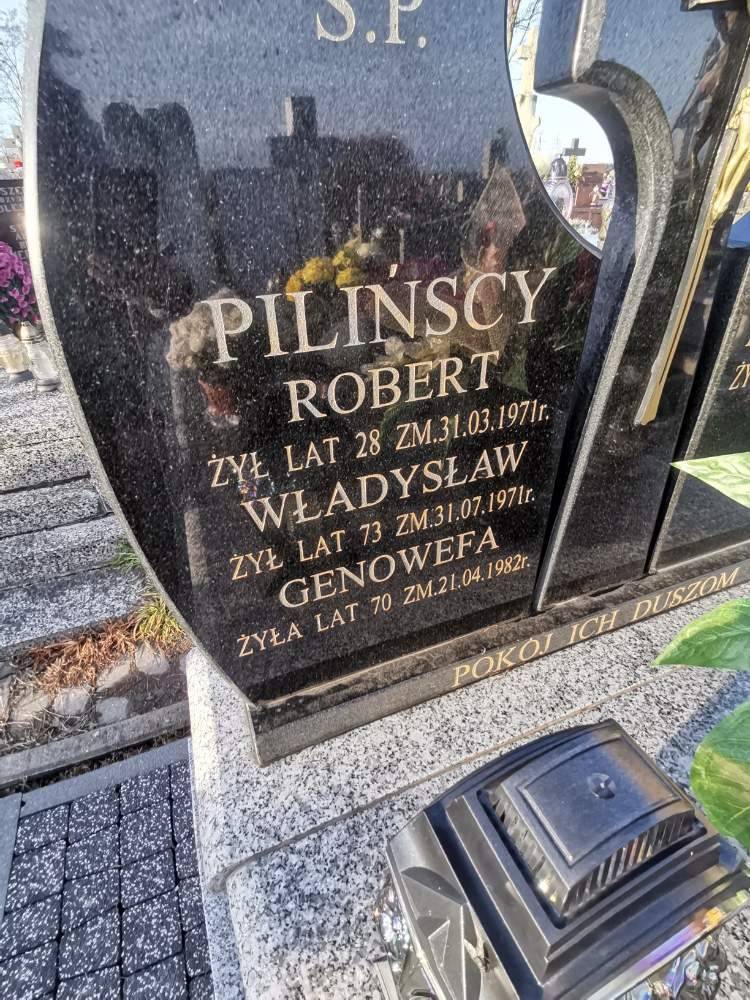 Ś.P.
PILIŃSCY
ROBERT
ŻYŁ LAT 28 ZM.31.03.1971r.
WŁADYSŁAW
ŻYŁ LAT 73 ZM.31.07.1971r.
GENOWEFA
ŻYŁA LAT 70 ZM.21.04.1982r.
POKÓJ ICH DUSZOM